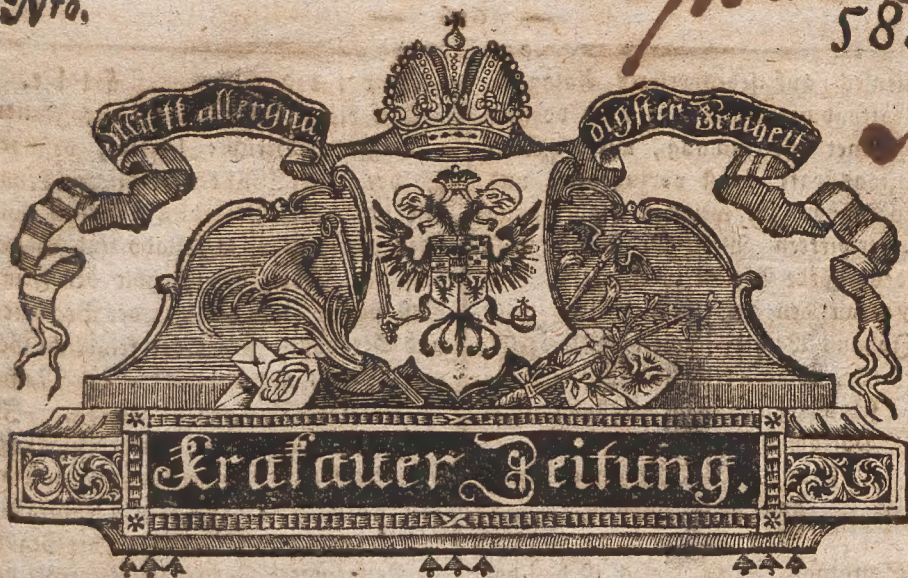 Nro.
58
Mit k. k. allergnä
digster Freiheit
Krakauer Zeitung.